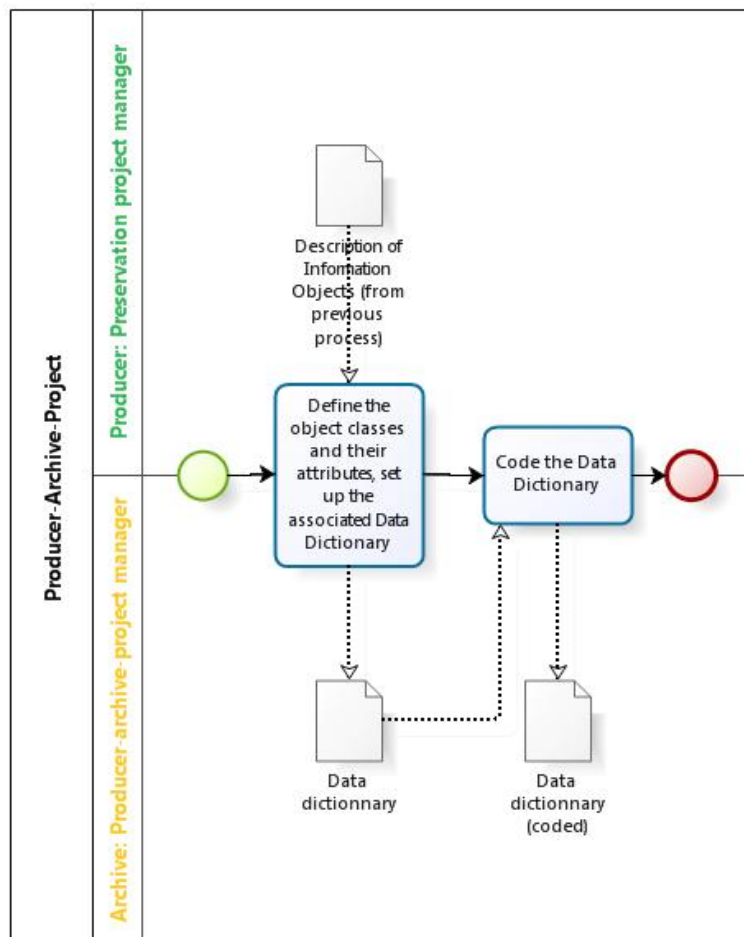 Producer-Archive-Project
Producer: Preservation project manager
Archive: Producer-archive-project manager
Description of
Information
Objects (from
previous
process)
Define the
object classes
and their
attributes, set
up the
associated Data
Dictionary
Code the Data
Dictionary
Data
dictionnary
Data
dictionnary
(coded)